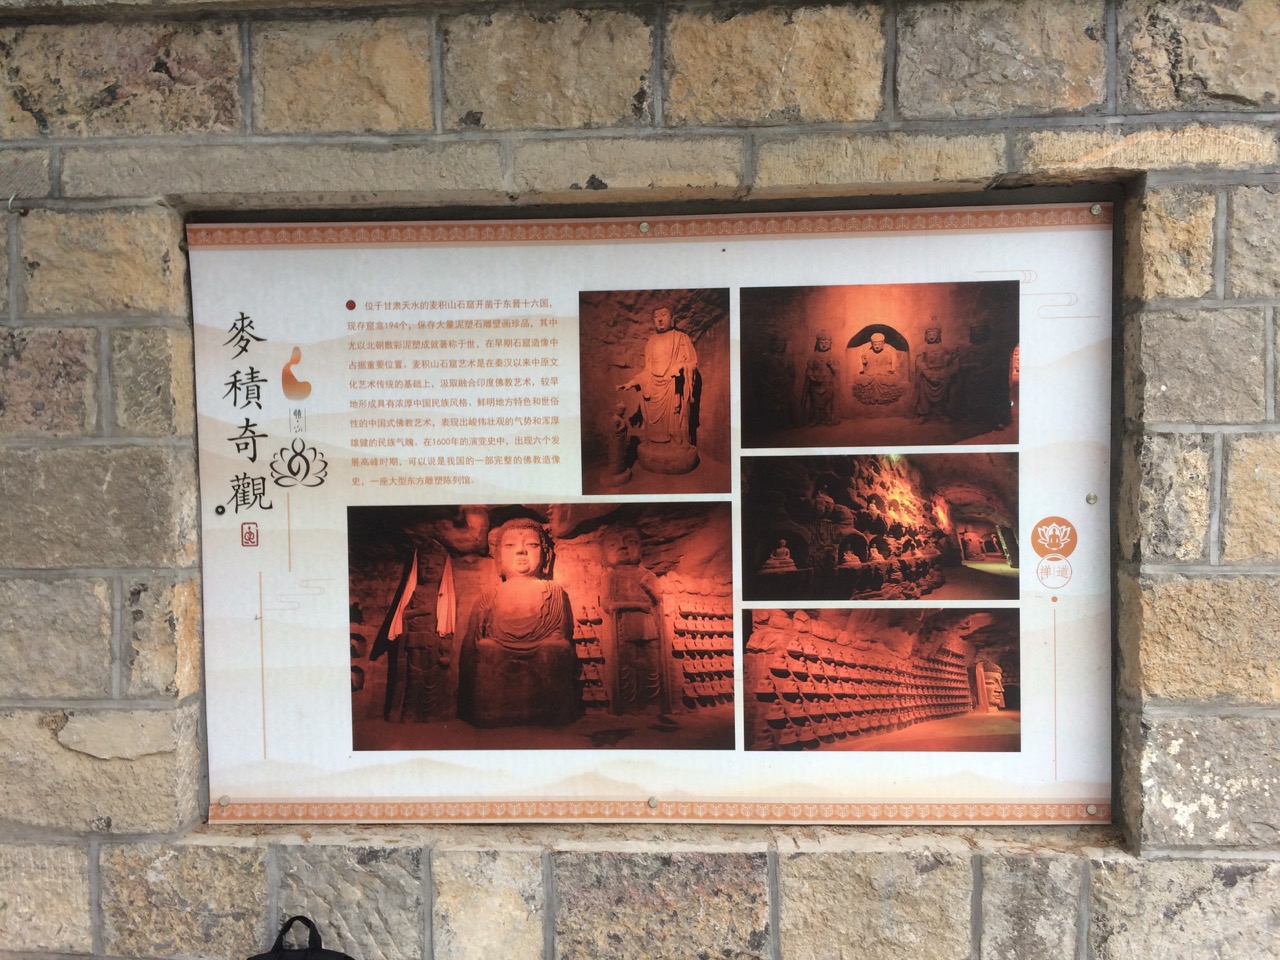 麥積奇觀
位于甘肃天水的麦积山石窟开凿于东晋十六国，
现存窟龛194个，保存大量泥塑石雕壁画珍品，其中
尤以北朝敷彩泥塑成就著称于世，在早期石窟造像中
占据重要位置。麦积山石窟艺术是在秦汉以来中原文
化艺术传统的基础上，汲取融合印度佛教艺术，较早
地形成具有浓厚中国民族风格，鲜明地方特色和世俗
性的中国式佛教艺术，表现出峻伟壮观的气势和浑厚
雄健的民族气魄。在1600年的演变史中，出现六个发
展高峰时期，可以说是我国的一部完整的佛教造像
史，一座大型东方雕塑陈列馆。
禅道